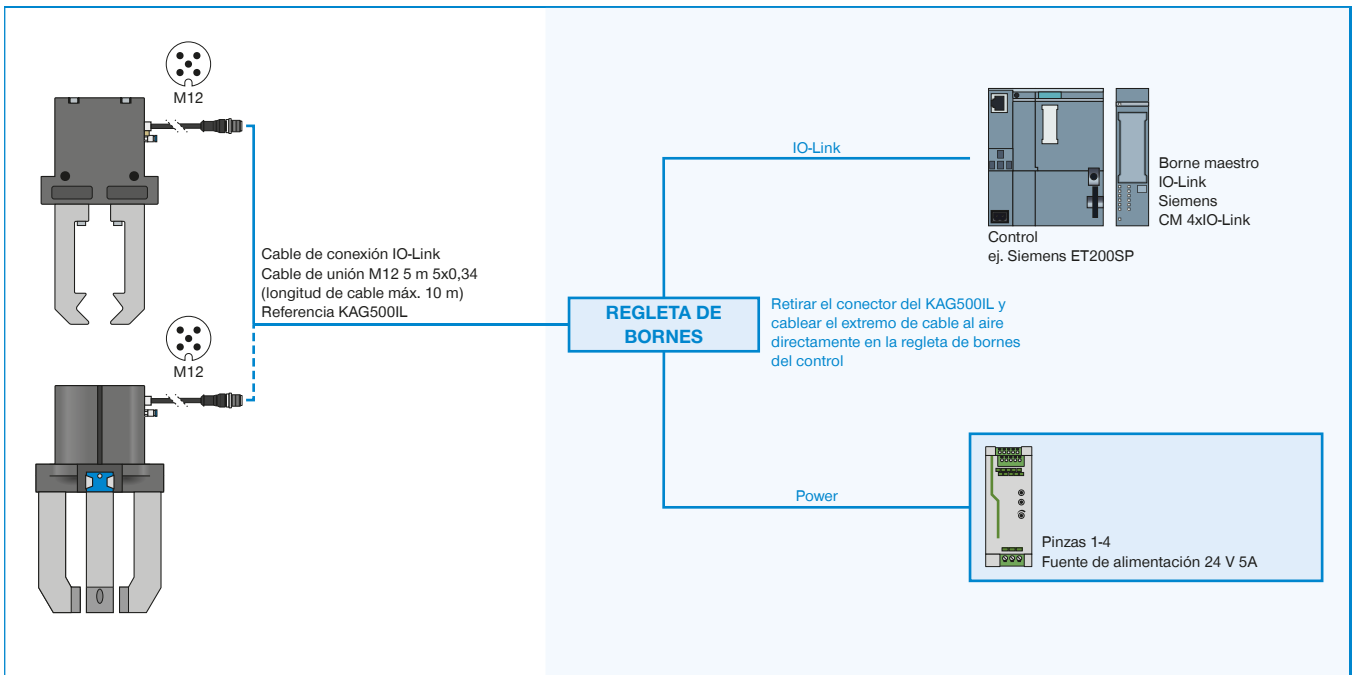 M12
Cable de conexión IO-Link
Cable de unión M12 5 m 5x0,34
(longitud de cable máx. 10 m)
Referencia KAG500IL
M12
IO-Link
Control
ej. Siemens ET200SP
Borne maestro
IO-Link
Siemens
CM 4xIO-Link
REGLETA DE
BORNES
Retirar el conector del KAG500IL y
cablear el extremo de cable al aire
directamente en la regleta de bornes
del control
Power
Pinzas 1-4
Fuente de alimentación 24 V 5A